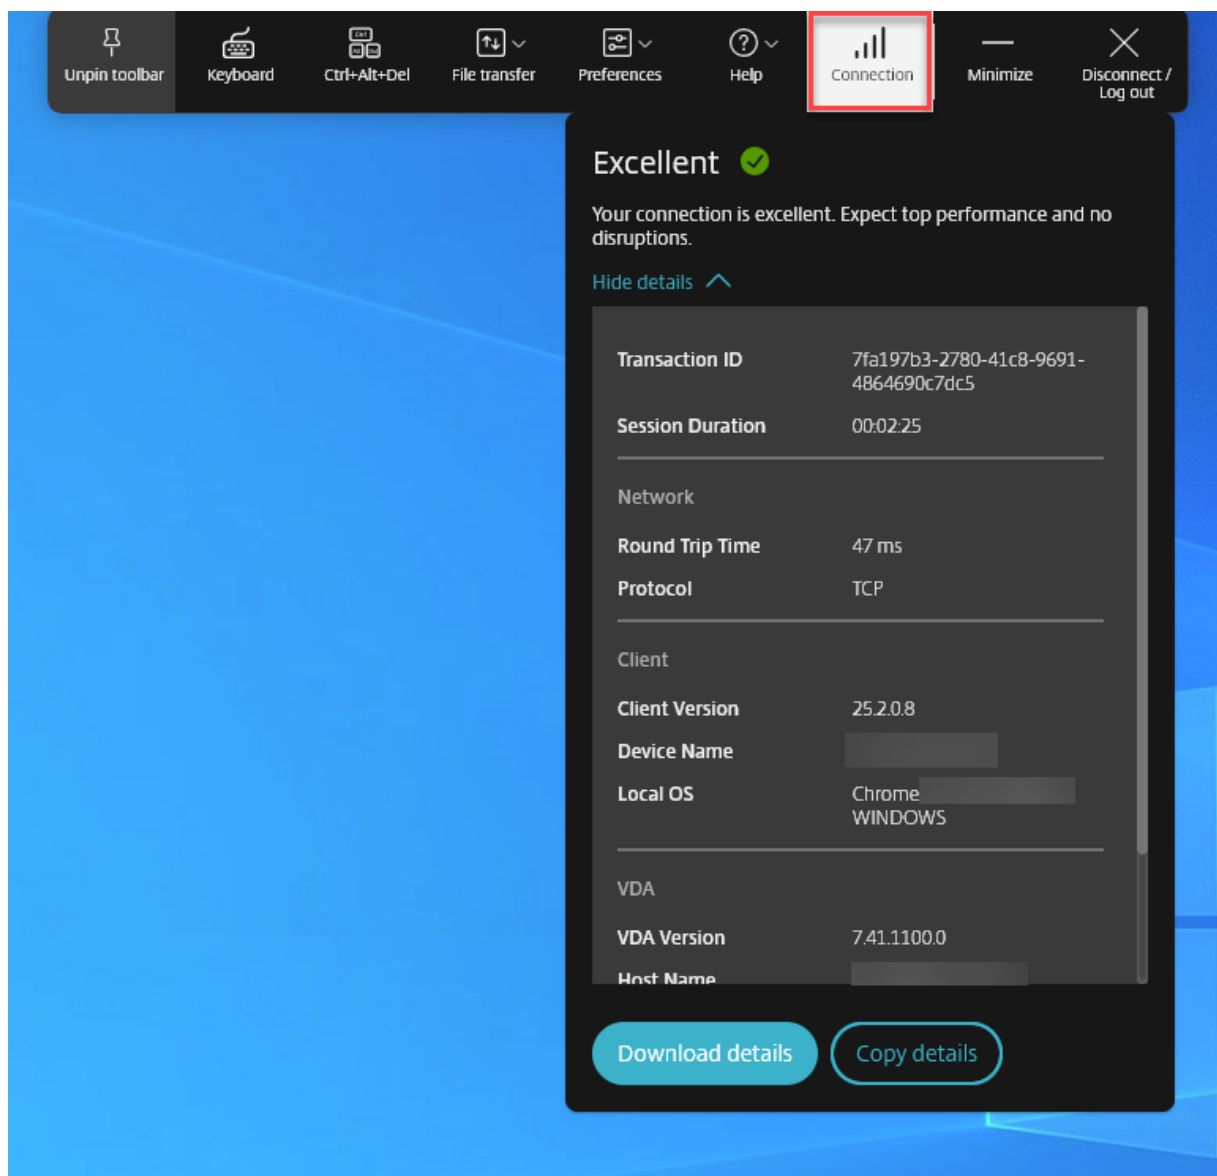 Unpin toolbar
Keyboard
Ctrl
Alt Del
Ctrl+Alt+Del
File transfer
Preferences
Help
Connection
Minimize
Disconnect /
Log out
Excellent
Your connection is excellent. Expect top performance and no
disruptions.
Hide details
Transaction ID 7fa197b3-2780-41c8-9691-
4864690c7dc5
Session Duration 00:02:25
Network
Round Trip Time 47 ms
Protocol TCP
Client
Client Version 25.2.0.8
Device Name
Local OS Chrome
WINDOWS
VDA
VDA Version 7.41.1100.0
Host Name
Download details Copy details